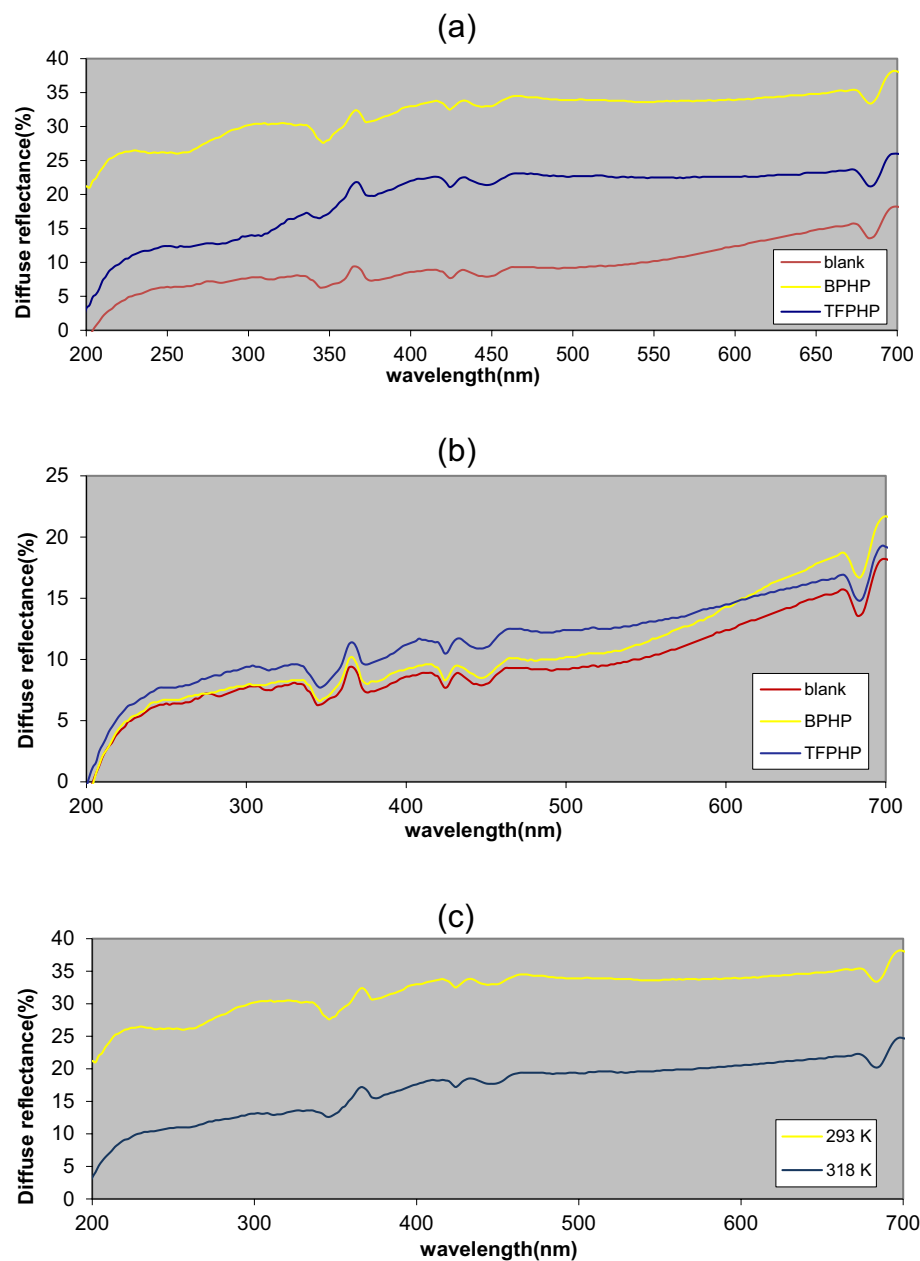 (a)
Diffuse reflectance(%)
40
35
30
25
20
15
10
5
0
200 250 300 350 400 450 500 550 600 650 700
wavelength(nm)
blank
BPHP
TFPHP
(b)
Diffuse reflectance(%)
25
20
15
10
5
0
200 300 400 500 600 700
wavelength(nm)
blank
BPHP
TFPHP
(c)
Diffuse reflectance(%)
40
35
30
25
20
15
10
5
0
200 300 400 500 600 700
wavelength(nm)
293 K
318 K